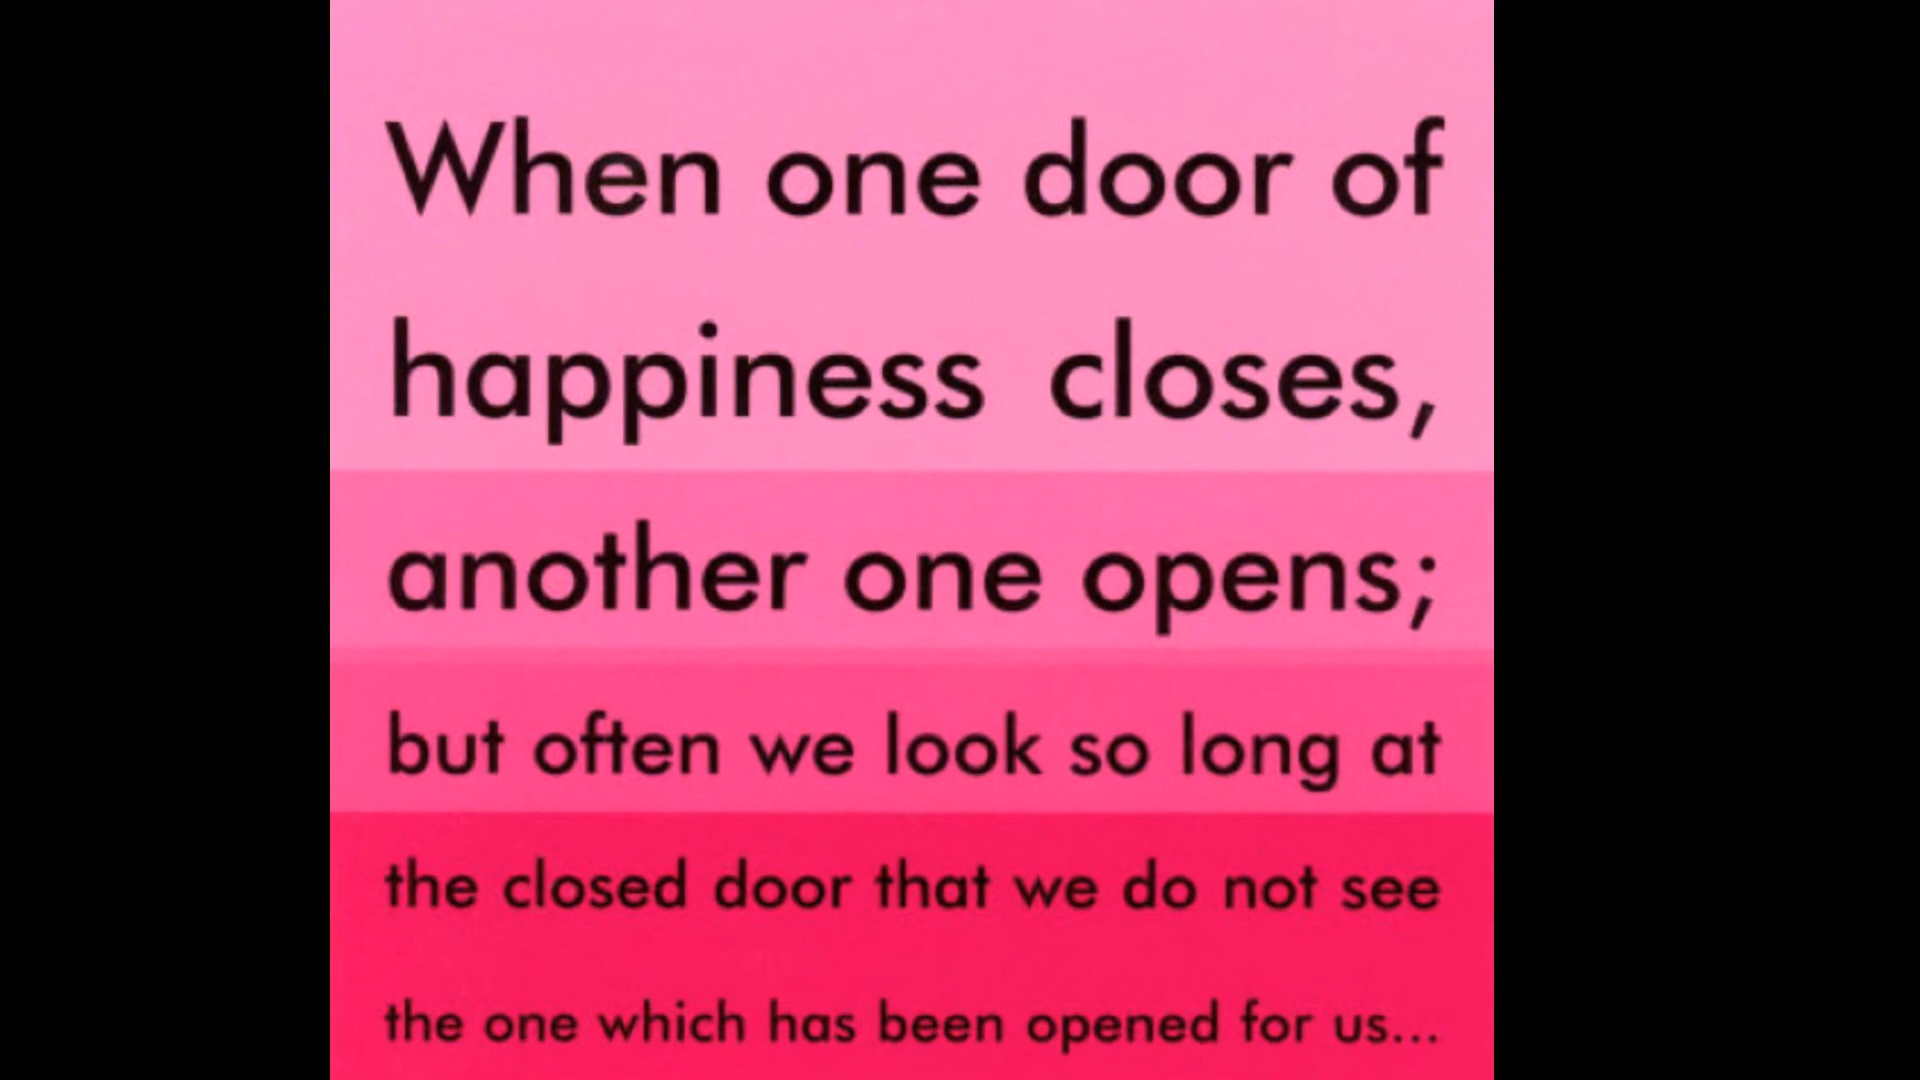 When one door of
happiness closes,
another one opens;
but often we look so long at
the closed door that we do not see
the one which has been opened for us...